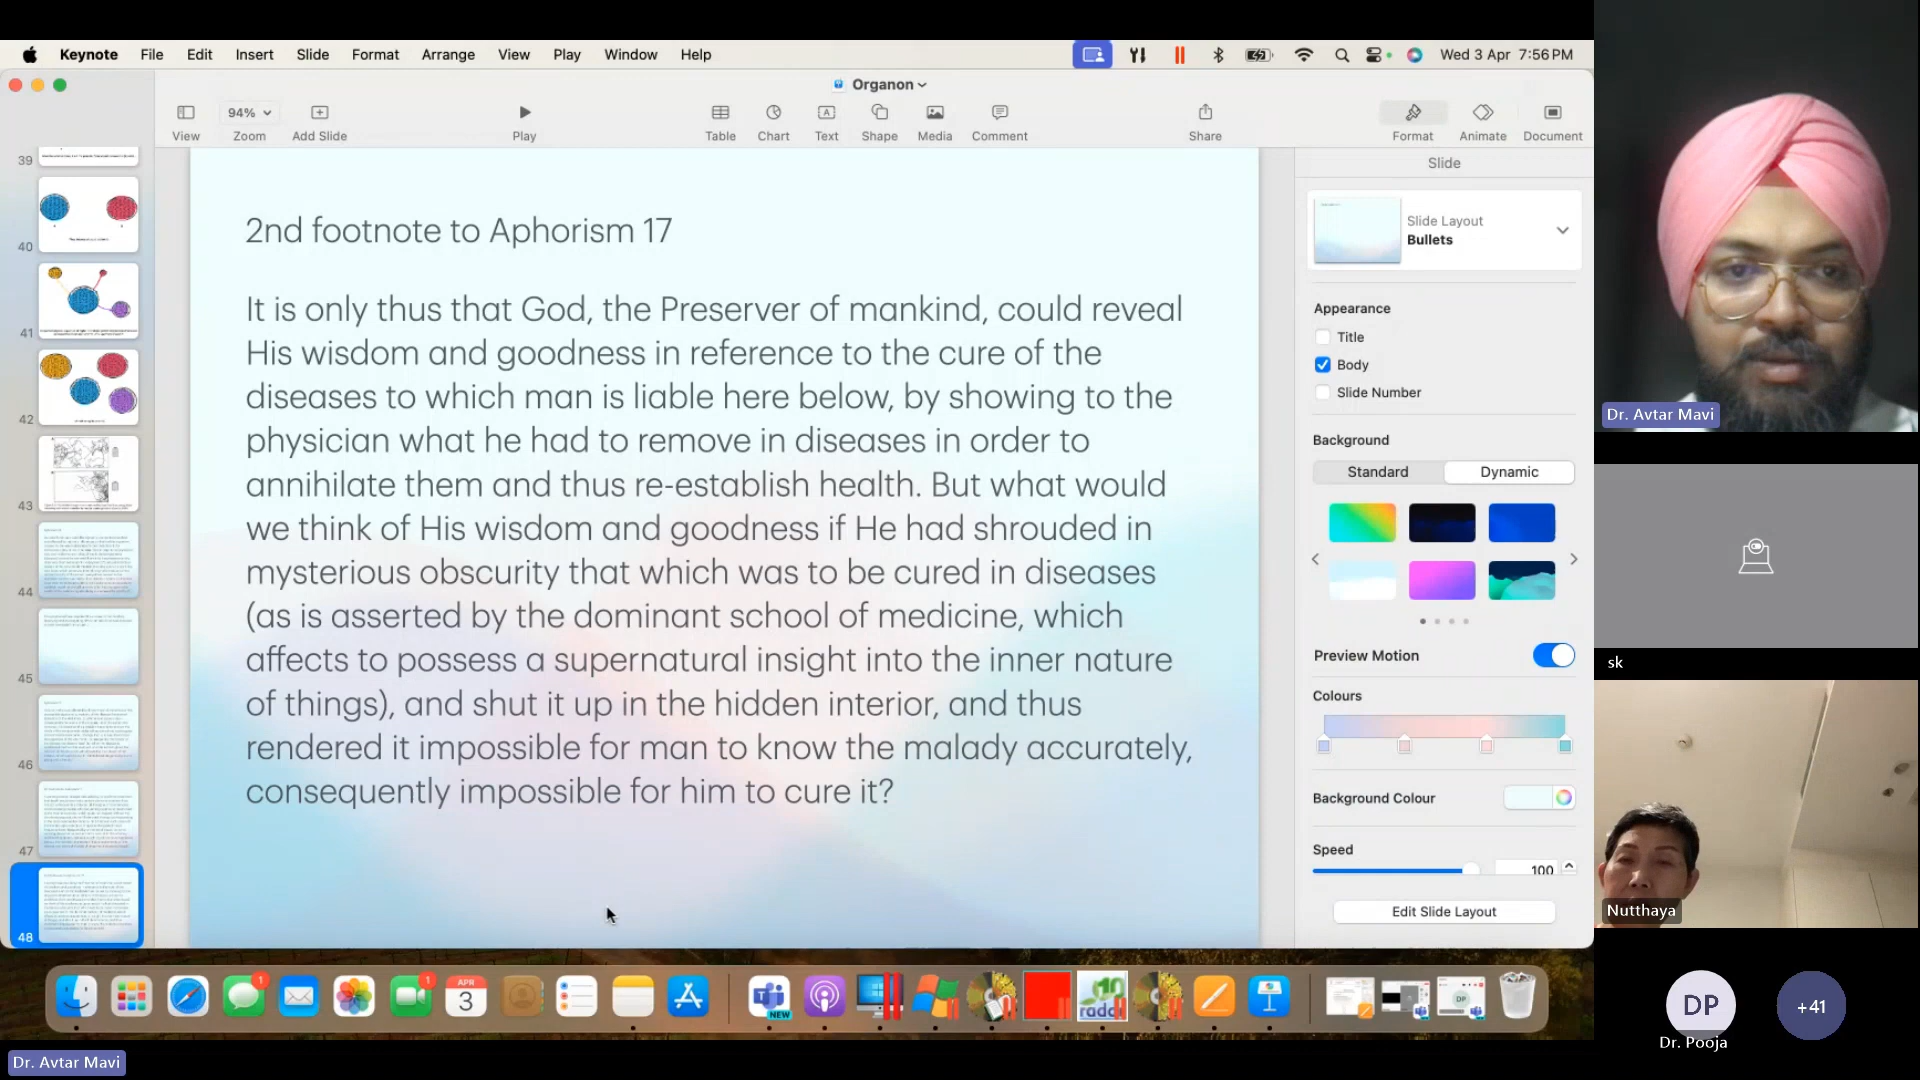 Keynote File Edit Insert Slide Format Arrange View Play Window Help Wed 3 Apr 7:56 PM
Organon
94%
View Zoom Add Slide Play Table Chart Text Shape Media Comment Share Format Animate Document
39
40
41
42
43
44
45
46
47
48
2nd footnote to Aphorism 17
It is only thus that God, the Preserver of mankind, could reveal
His wisdom and goodness in reference to the cure of the
diseases to which man is liable here below, by showing to the
physician what he had to remove in diseases in order to
annihilate them and thus re-establish health. But what would
we think of His wisdom and goodness if He had shrouded in
mysterious obscurity that which was to be cured in diseases
(as is asserted by the dominant school of medicine, which
affects to possess a supernatural insight into the inner nature
of things), and shut it up in the hidden interior, and thus
rendered it impossible for man to know the malady accurately,
consequently impossible for him to cure it?
Slide
Slide Layout
Bullets
Appearance
Title
Body
Slide Number
Background
Standard Dynamic
Preview Motion
Colours
Background Colour
Speed
100
Edit Slide Layout
1
1
APR
3
NEW
DP
Dr. Avtar Mavi
sk
Nutthaya
DP
+41
Dr. Pooja
Dr. Avtar Mavi